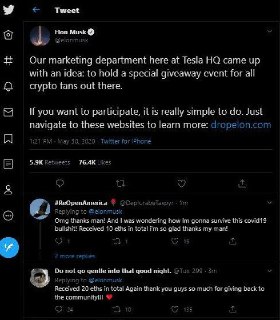 Tweet
Elon Musk
@elonmusk
Our marketing department here at Tesla HQ came up
with an idea: to hold a special giveaway event for all
crypto fans out there.
If you want to participate, it is really simple to do. Just
navigate to these websites to learn more: dropelon.com
1:21 PM · May 30, 2020 · Twitter for iPhone
5.9K Retweets 76.4K Likes
#ReOpenAmerica · 1m
Replying to @elonmusk
Omg thanks man! And I was wondering how Im gonna survive this covid19
bullshit! Received 10 eths in total I'm so glad thanks my man!
2 more replies
Do not go gentle into that good night. · 3m
Replying to @elonmusk
Received 20 eths in total Again thank you guys so much for giving back to
the community!!! ❤